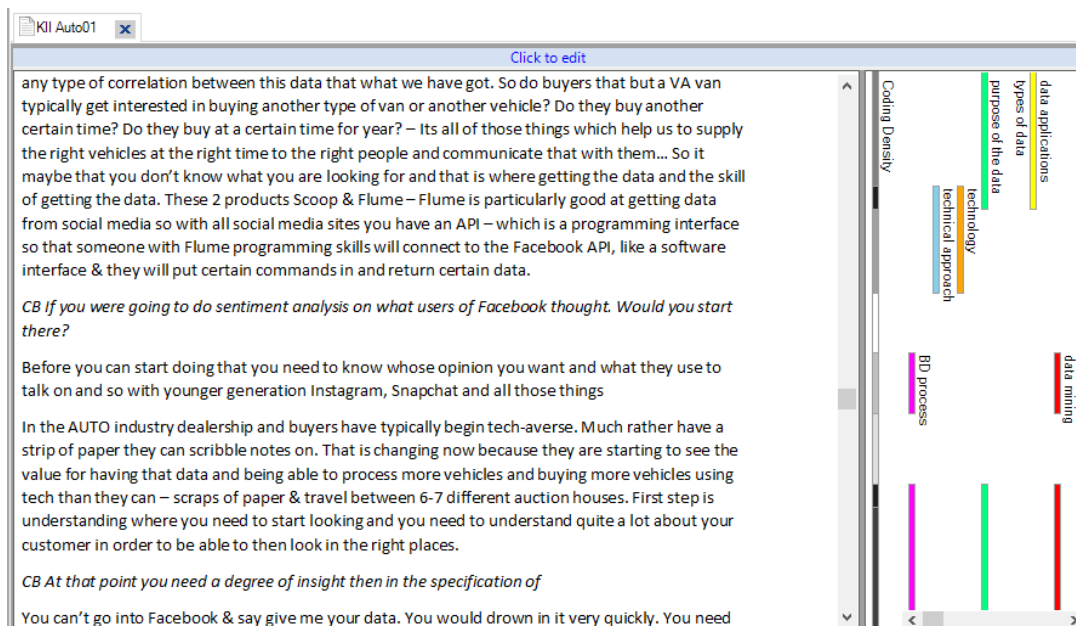 KII Auto01
Click to edit
any type of correlation between this data that what we have got. So do buyers that but a VA van
typically get interested in buying another type of van or another vehicle? Do they buy another
certain time? Do they buy at a certain time for year? – Its all of those things which help us to supply
the right vehicles at the right time to the right people and communicate that with them... So it
maybe that you don't know what you are looking for and that is where getting the data and the skill
of getting the data. These 2 products Scoop & Flume – Flume is particularly good at getting data
from social media so with all social media sites you have an API – which is a programming interface
so that someone with Flume programming skills will connect to the Facebook API, like a software
interface & they will put certain commands in and return certain data.
CB If you were going to do sentiment analysis on what users of Facebook thought. Would you start
there?
Before you can start doing that you need to know whose opinion you want and what they use to
talk on and so with younger generation Instagram, Snapchat and all those things
In the AUTO industry dealership and buyers have typically begin tech-averse. Much rather have a
strip of paper they can scribble notes on. That is changing now because they are starting to see the
value for having that data and being able to process more vehicles and buying more vehicles using
tech than they can – scraps of paper & travel between 6-7 different auction houses. First step is
understanding where you need to start looking and you need to understand quite a lot about your
customer in order to be able to then look in the right places.
CB At that point you need a degree of insight then in the specification of
You can't go into Facebook & say give me your data. You would drown in it very quickly. You need
Coding Density
data applications
types of data
purpose of the data
technology
technical approach
data mining
BD process